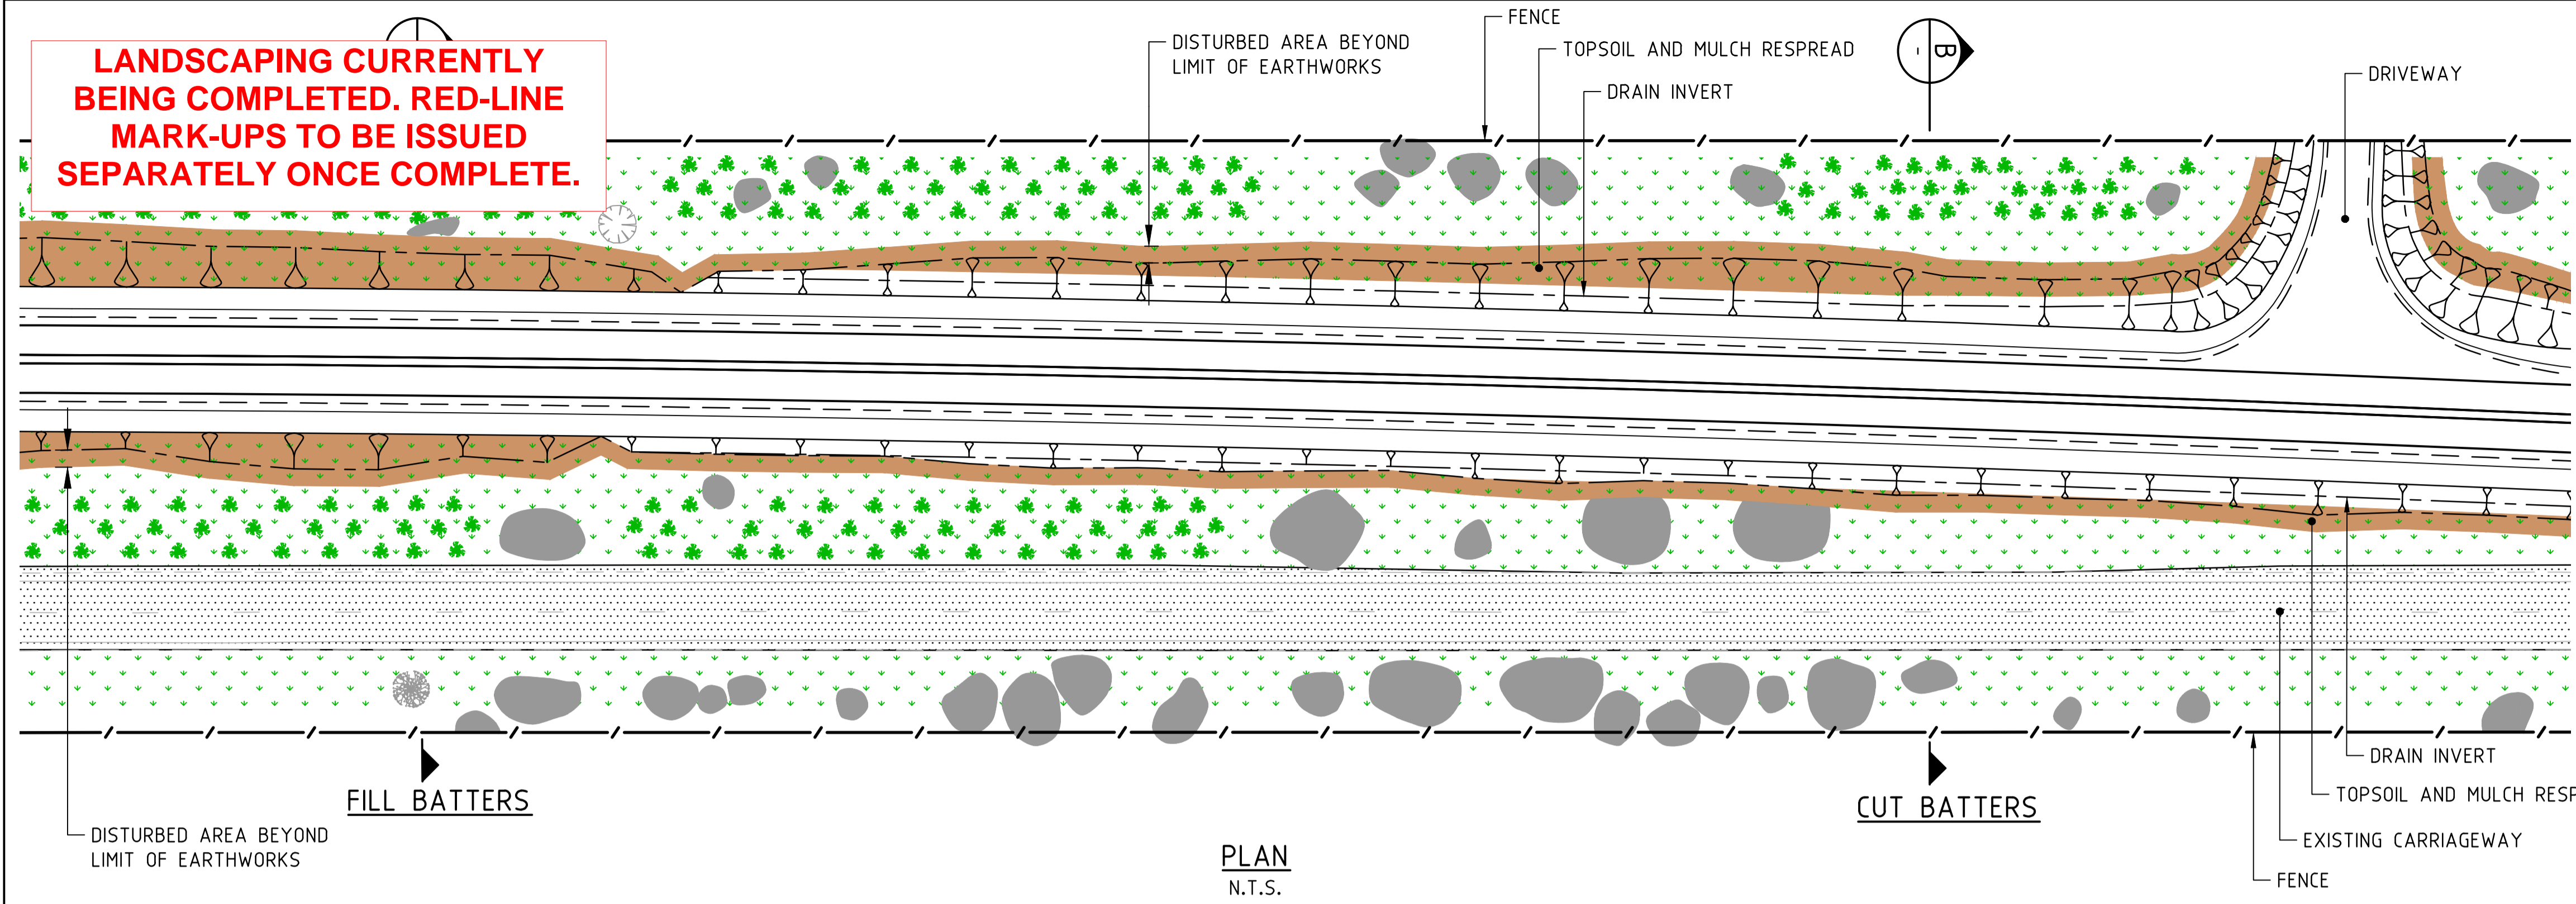 LANDSCAPING CURRENTLY
BEING COMPLETED. RED-LINE
MARK-UPS TO BE ISSUED
SEPARATELY ONCE COMPLETE.
FENCE
DISTURBED AREA BEYOND
LIMIT OF EARTHWORKS
TOPSOIL AND MULCH RESPREAD
DRAIN INVERT
B
-
DRIVEWAY
FILL BATTERS
CUT BATTERS
DISTURBED AREA BEYOND
LIMIT OF EARTHWORKS
PLAN
N.T.S.
DRAIN INVERT
TOPSOIL AND MULCH RESP
EXISTING CARRIAGEWAY
FENCE